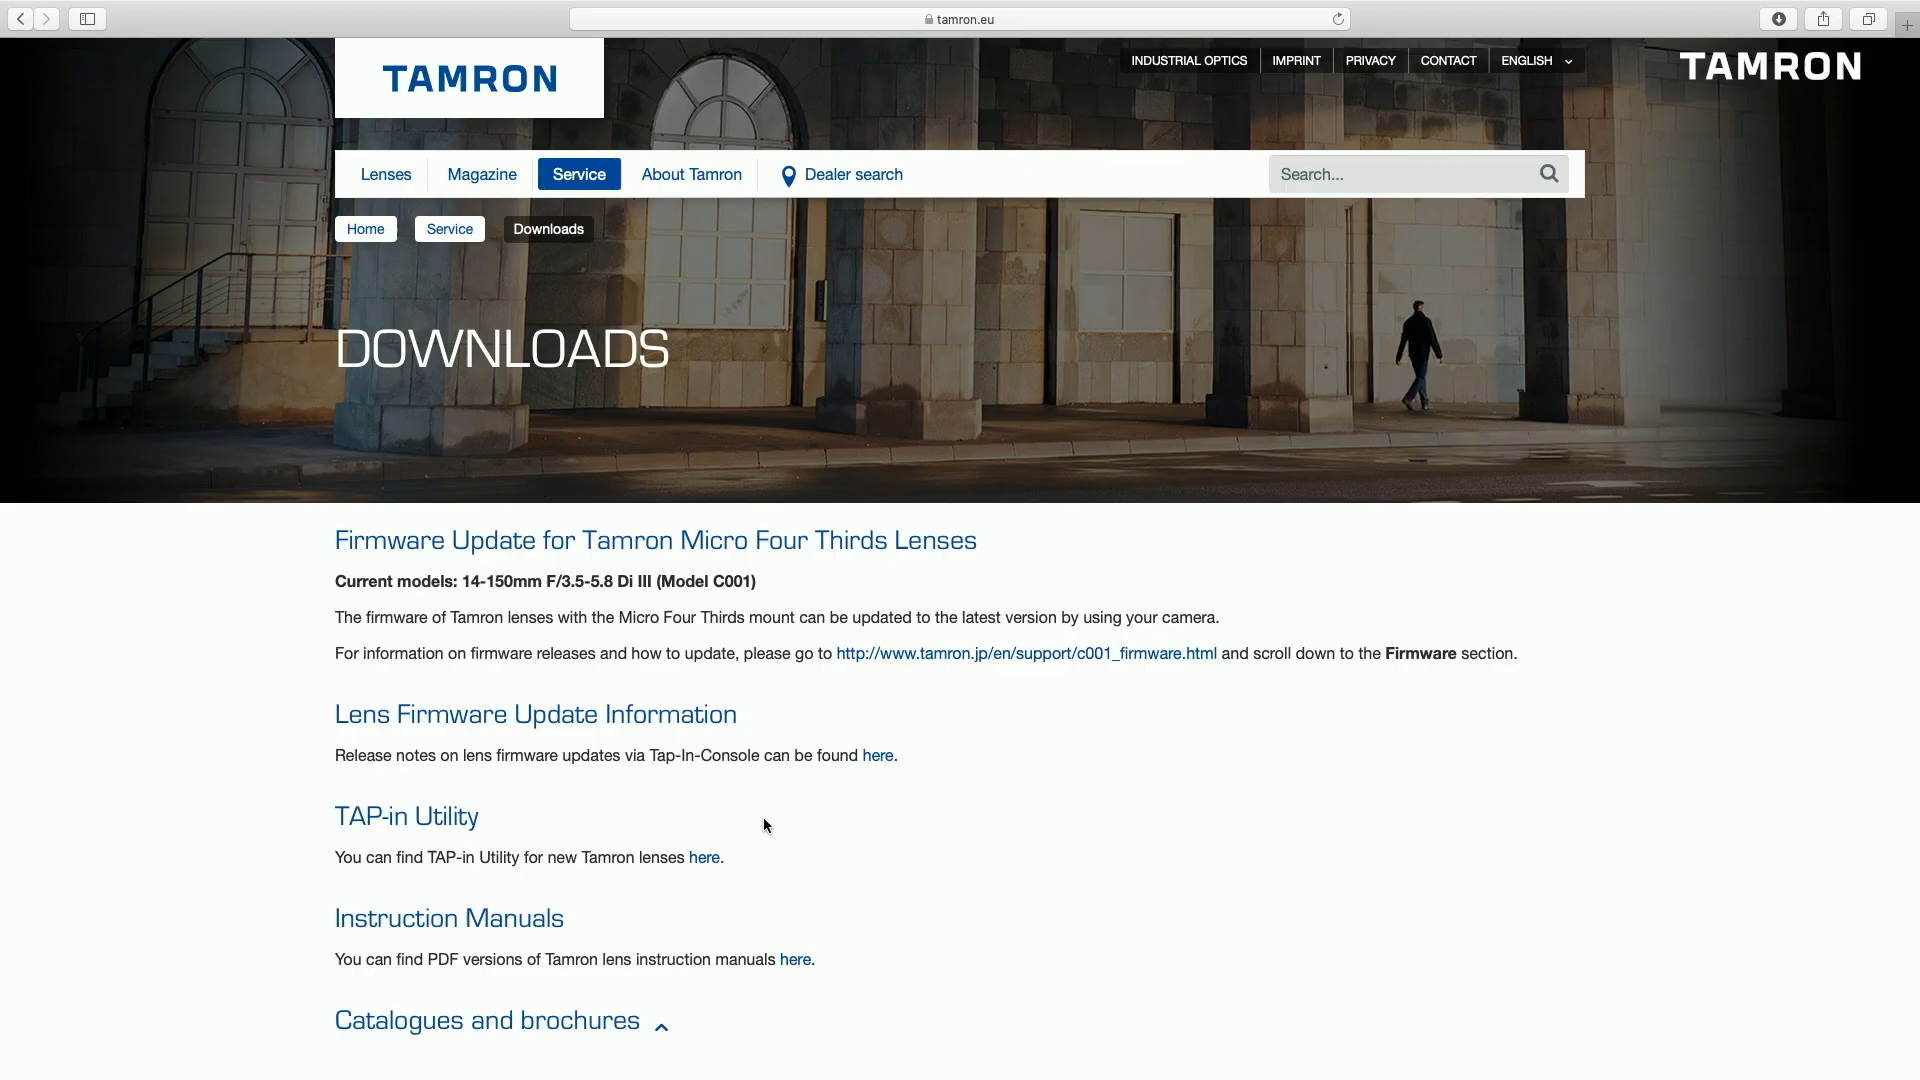 tamron.eu
TAMRON
INDUSTRIAL OPTICS
IMPRINT
PRIVACY
CONTACT
ENGLISH
TAMRON
Lenses
Magazine
Service
About Tamron
Dealer search
Search...
Home
Service
Downloads
DOWNLOADS
Firmware Update for Tamron Micro Four Thirds Lenses
Current models: 14-150mm F/3.5-5.8 Di III (Model C001)
The firmware of Tamron lenses with the Micro Four Thirds mount can be updated to the latest version by using your camera.
For information on firmware releases and how to update, please go to http://www.tamron.jp/en/support/c001_firmware.html and scroll down to the Firmware section.
Lens Firmware Update Information
Release notes on lens firmware updates via Tap-In-Console can be found here.
TAP-in Utility
You can find TAP-in Utility for new Tamron lenses here.
Instruction Manuals
You can find PDF versions of Tamron lens instruction manuals here.
Catalogues and brochures